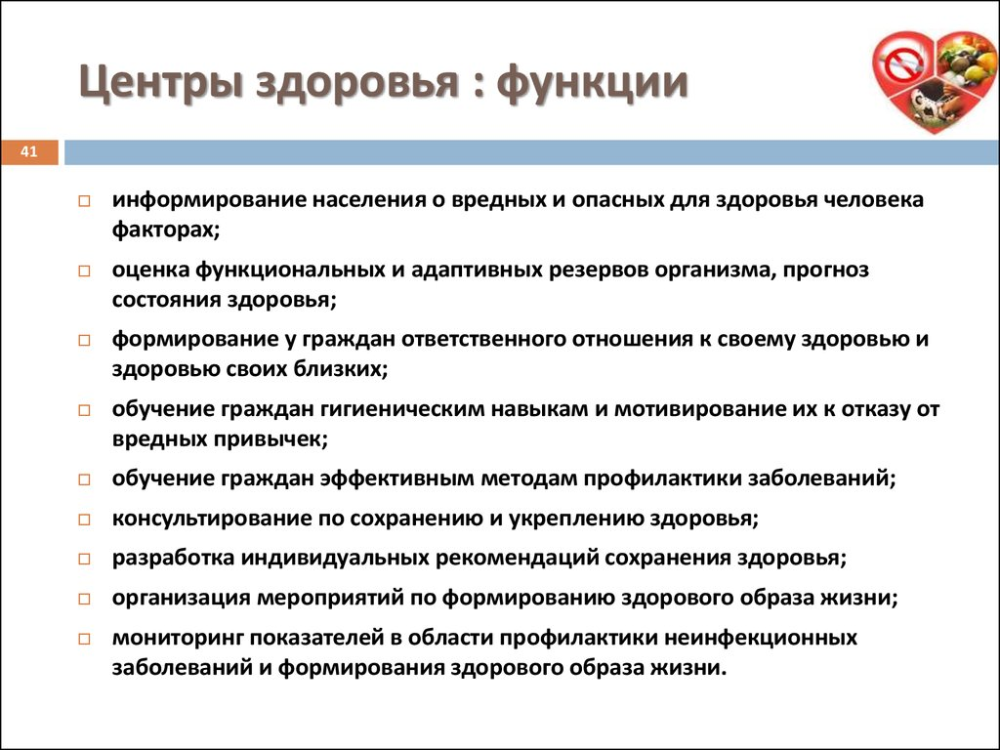 Центры здоровья : функции
41
информирование населения о вредных и опасных для здоровья человека
факторах;
оценка функциональных и адаптивных резервов организма, прогноз
состояния здоровья;
формирование у граждан ответственного отношения к своему здоровью и
здоровью своих близких;
обучение граждан гигиеническим навыкам и мотивирование их к отказу от
вредных привычек;
обучение граждан эффективным методам профилактики заболеваний;
консультирование по сохранению и укреплению здоровья;
разработка индивидуальных рекомендаций сохранения здоровья;
организация мероприятий по формированию здорового образа жизни;
мониторинг показателей в области профилактики неинфекционных
заболеваний и формирования здорового образа жизни.